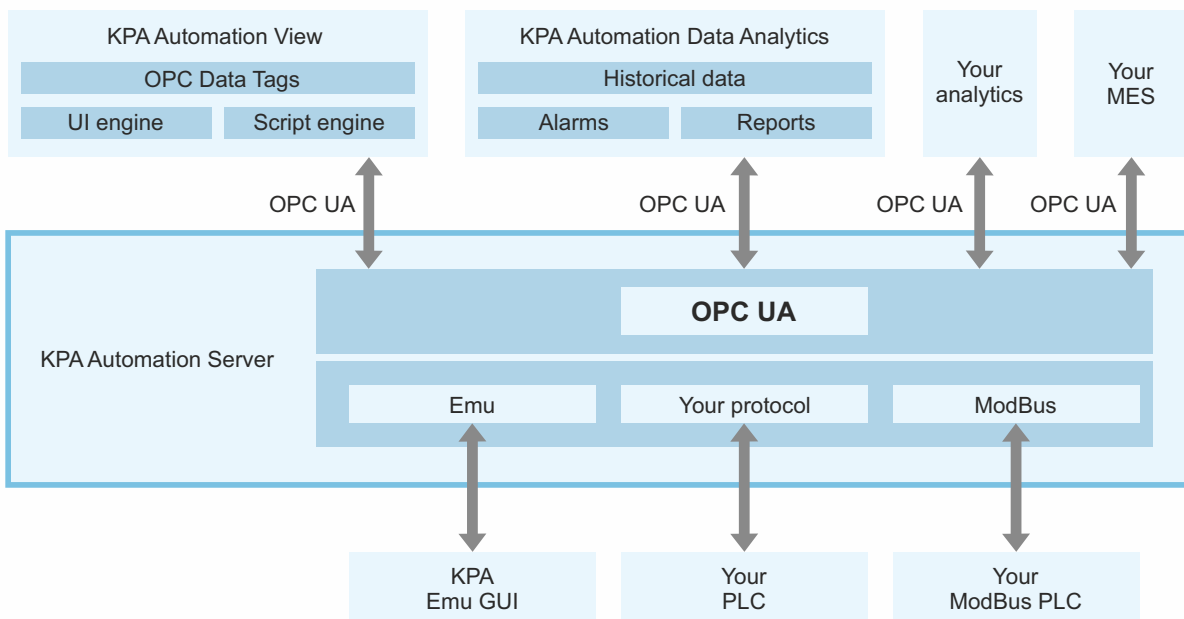 KPA Automation View
OPC Data Tags
UI engine
Script engine
KPA Automation Data Analytics
Historical data
Alarms
Reports
Your
analytics
Your
MES
OPC UA
OPC UA
OPC UA
OPC UA
KPA Automation Server
OPC UA
Emu
Your protocol
ModBus
KPA
Emu GUI
Your
PLC
Your
ModBus PLC